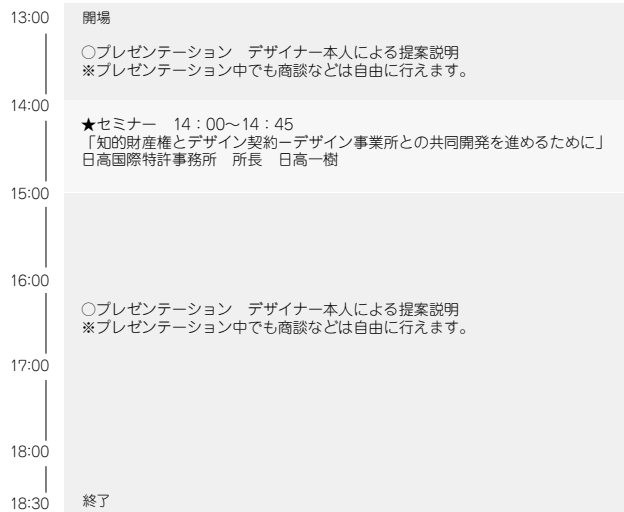 13:00 開場
○プレゼンテーション　デザイナー本人による提案説明
※プレゼンテーション中でも商談などは自由に行えます。
14:00
★セミナー　14：00～14：45
「知的財産権とデザイン契約ーデザイン事業所との共同開発を進めるために」
日高国際特許事務所　所長　日高一樹
15:00
16:00
○プレゼンテーション　デザイナー本人による提案説明
※プレゼンテーション中でも商談などは自由に行えます。
17:00
18:00
18:30 終了